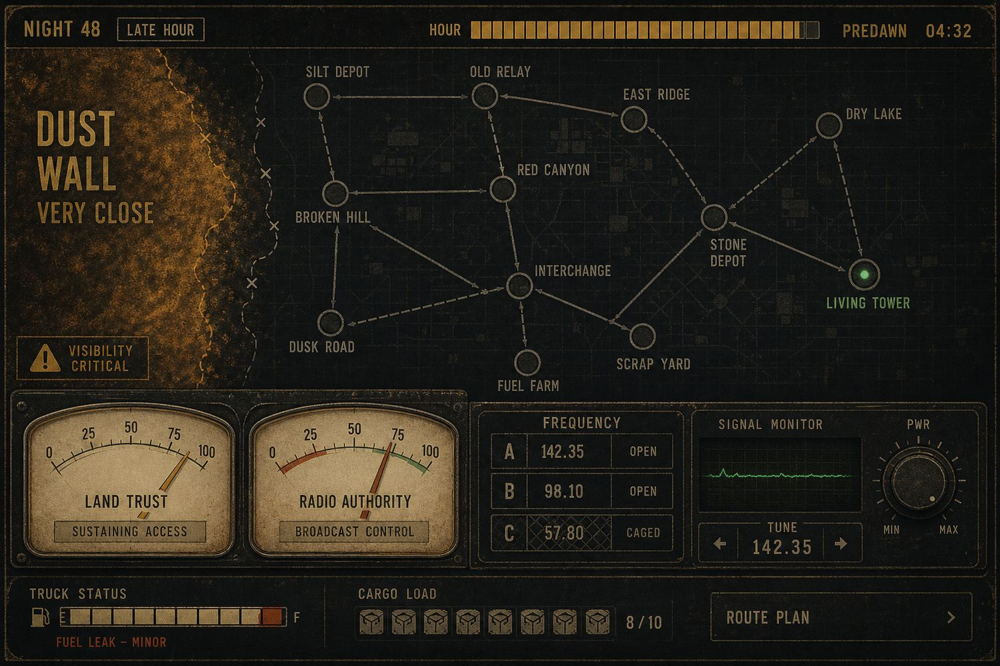 NIGHT 48
LATE HOUR
HOUR
PREDAWN 04:32
DUST
WALL
VERY CLOSE
VISIBILITY
CRITICAL
SILT DEPOT
OLD RELAY
EAST RIDGE
DRY LAKE
RED CANYON
BROKEN HILL
STONE
DEPOT
INTERCHANGE
LIVING TOWER
DUSK ROAD
SCRAP YARD
FUEL FARM
0 25 50 75 100
LAND TRUST
SUSTAINING ACCESS
0 25 50 75 100
RADIO AUTHORITY
BROADCAST CONTROL
FREQUENCY
A 142.35 OPEN
B 98.10 OPEN
C 57.80 CAGED
SIGNAL MONITOR
PWR
MIN MAX
TUNE
142.35
TRUCK STATUS
E F
FUEL LEAK – MINOR
CARGO LOAD
8/10
ROUTE PLAN